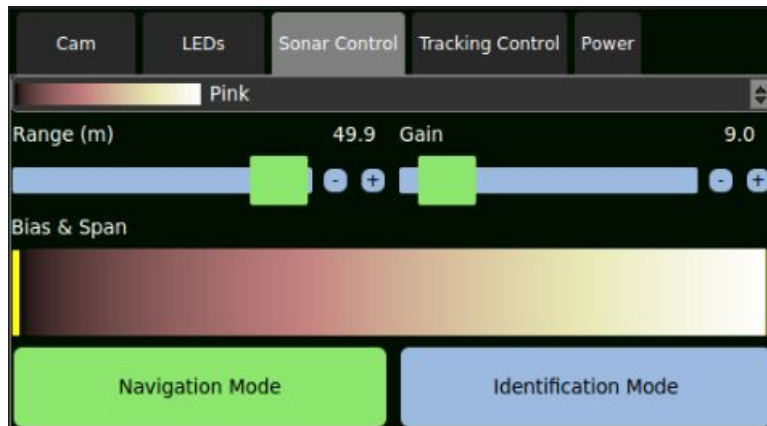 Cam LEDs Sonar Control Tracking Control Power
Pink
Range (m) 49.9 Gain 9.0
- + - +
Bias & Span
Navigation Mode Identification Mode